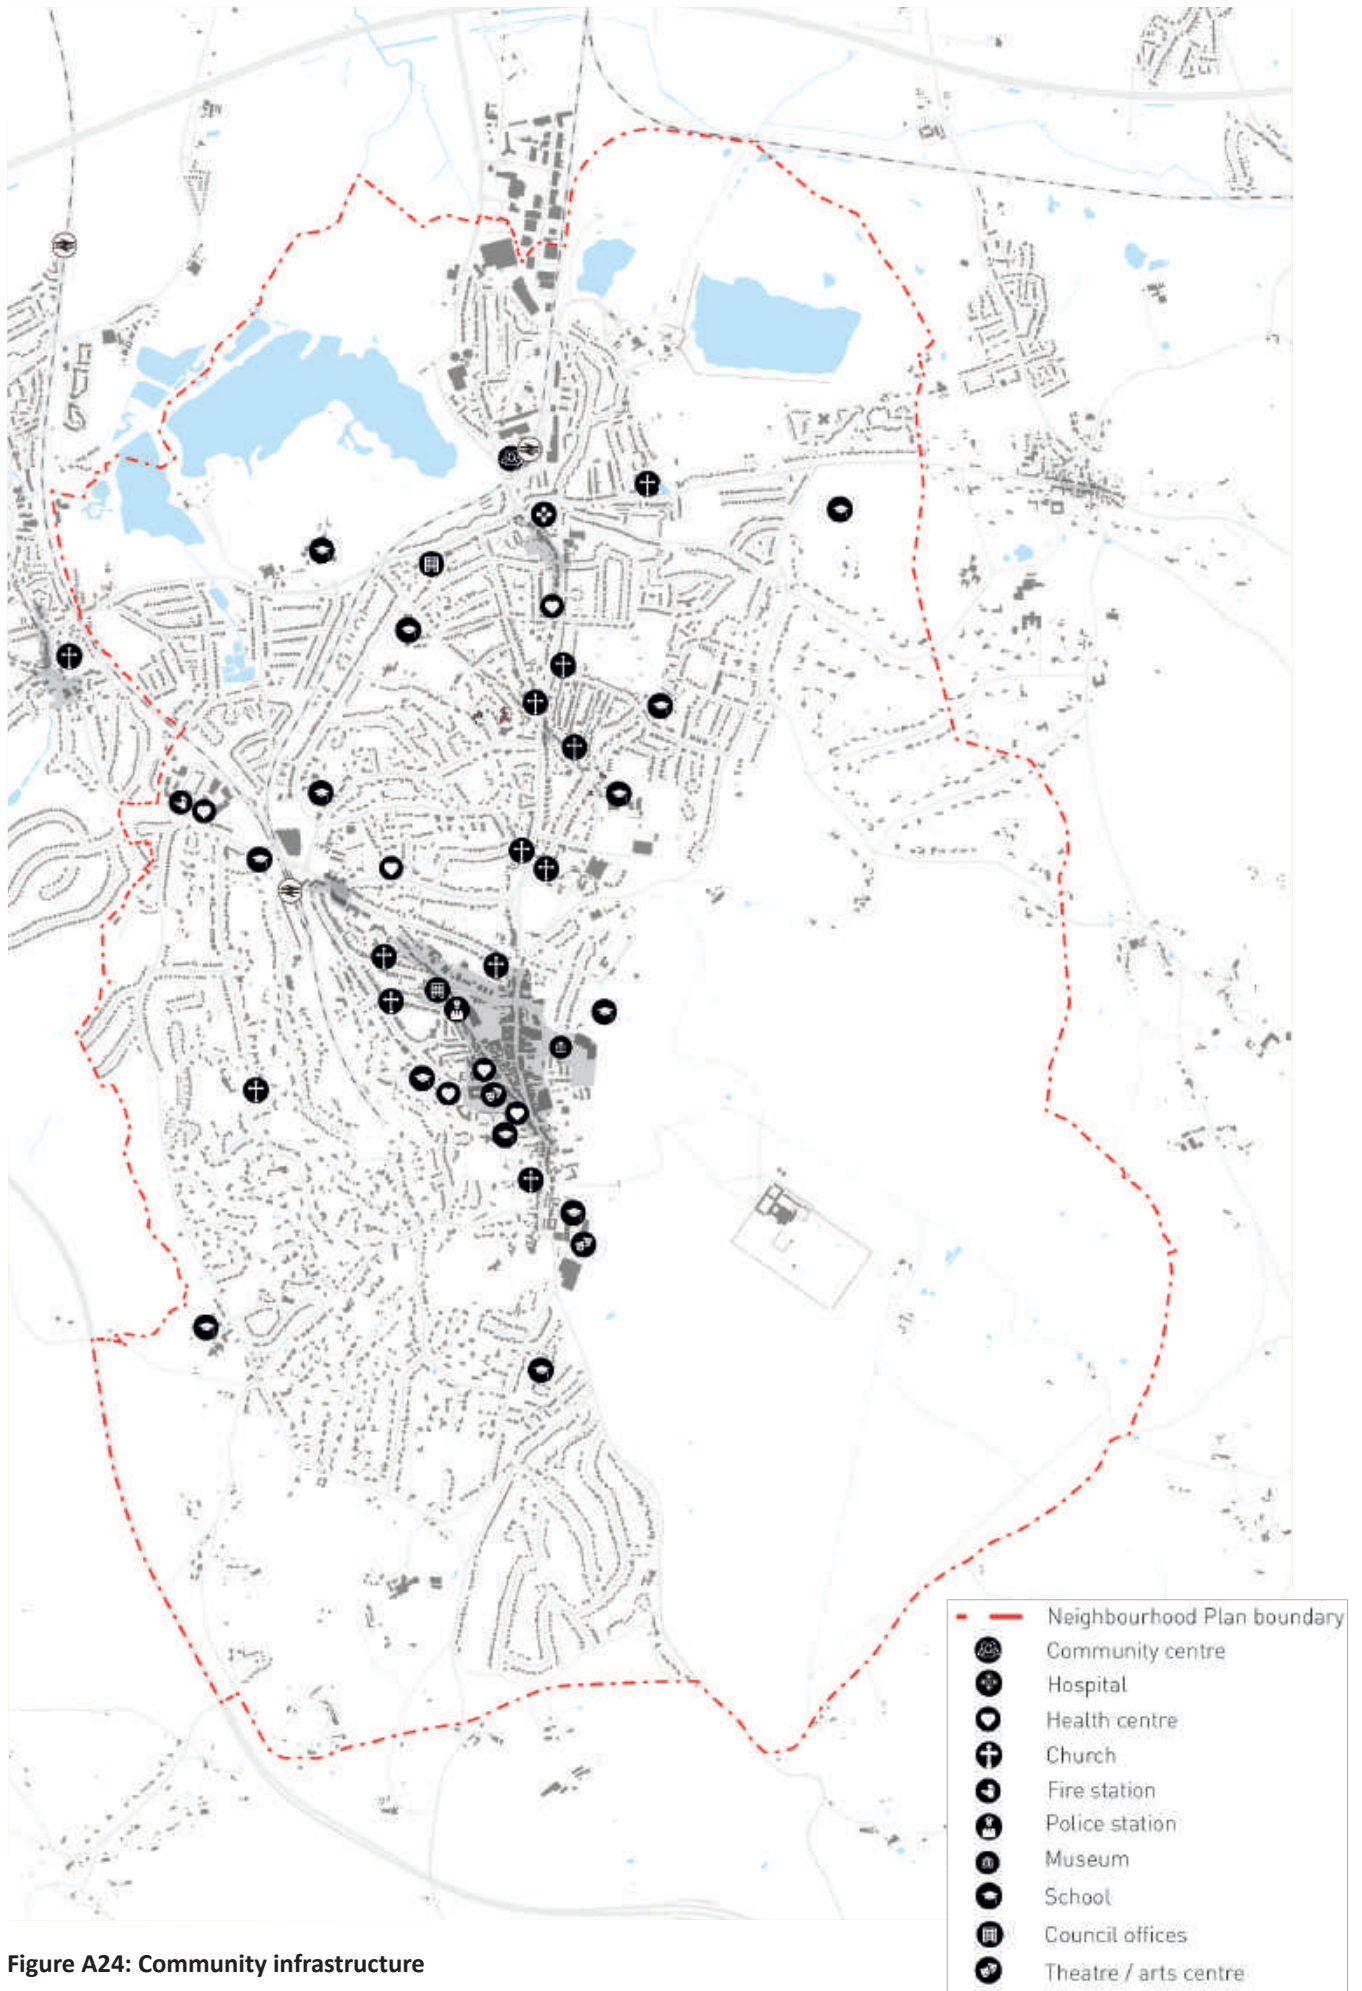 Neighbourhood Plan boundary
Community centre
Hospital
Health centre
Church
Fire station
Police station
Museum
School
Council offices
Theatre / arts centre
Figure A24: Community infrastructure